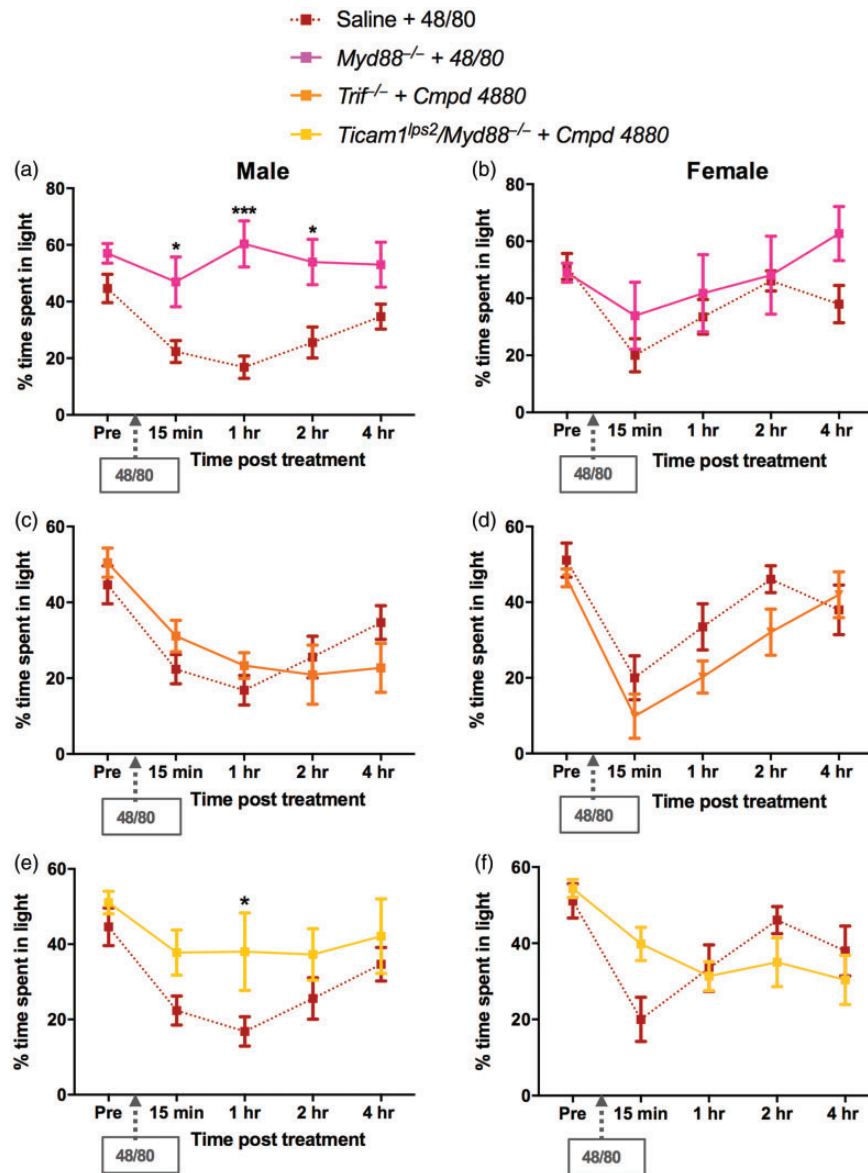 Saline + 48/80
Myd88–/– + 48/80
Trif–/– + Cmpd 4880
Ticam1lps2/Myd88–/– + Cmpd 4880
(a)
Male
80
60
40
20
0
% time spent in light
*
***
*
Pre 15 min 1 hr 2 hr 4 hr
Time post treatment
48/80
(b)
Female
80
60
40
20
0
% time spent in light
Pre 15 min 1 hr 2 hr 4 hr
Time post treatment
48/80
(c)
60
40
20
0
% time spent in light
Pre 15 min 1 hr 2 hr 4 hr
Time post treatment
48/80
(d)
60
40
20
0
% time spent in light
Pre 15 min 1 hr 2 hr 4 hr
Time post treatment
48/80
(e)
60
40
20
0
% time spent in light
*
Pre 15 min 1 hr 2 hr 4 hr
Time post treatment
48/80
(f)
60
40
20
0
% time spent in light
Pre 15 min 1 hr 2 hr 4 hr
48/80